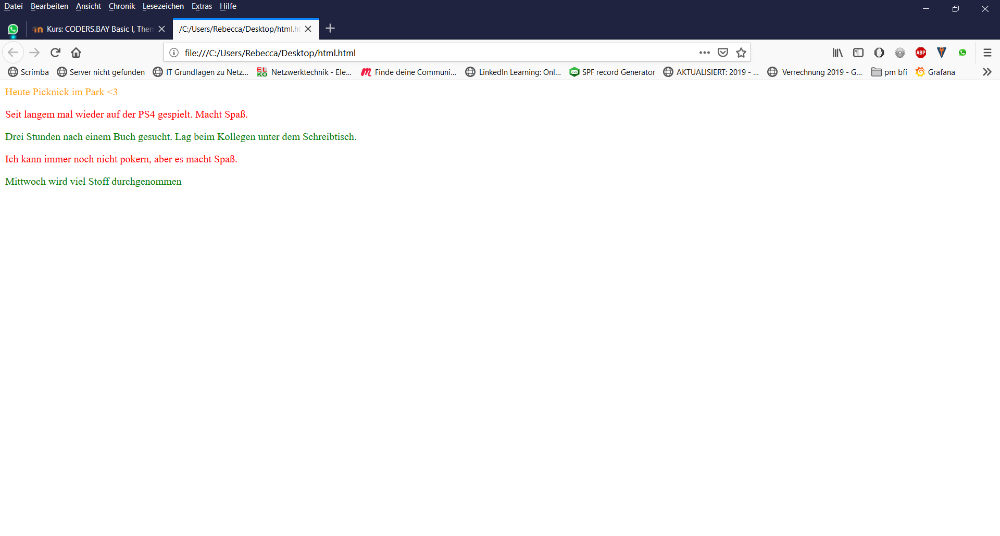 Datei Bearbeiten Ansicht Chronik Lesezeichen Extras Hilfe
Kurs: CODERS.BAY Basic I, Them /C:/Users/Rebecca/Desktop/html.ht
file:///C:/Users/Rebecca/Desktop/html.html ABP
Scrimba Server nicht gefunden IT Grundlagen zu Netz... EL KO Netzwerktechnik - Ele... Finde deine Communi... LinkedIn Learning: Onl... SPF record Generator AKTUALISIERT: 2019 - ... Verrechnung 2019 - G... pm bfi Grafana
Heute Picknick im Park <3
Seit langem mal wieder auf der PS4 gespielt. Macht Spaß.
Drei Stunden nach einem Buch gesucht. Lag beim Kollegen unter dem Schreibtisch.
Ich kann immer noch nicht pokern, aber es macht Spaß.
Mittwoch wird viel Stoff durchgenommen